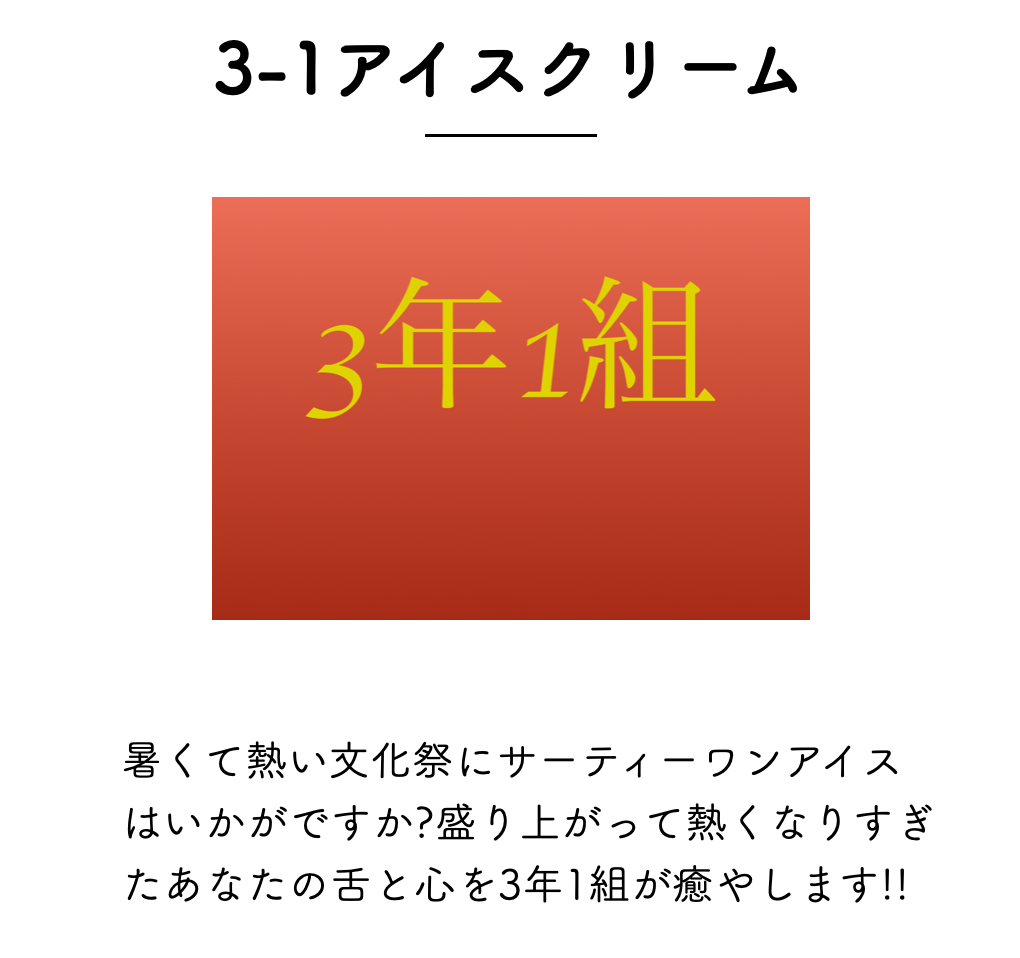 3-1アイスクリーム
3年1組
暑くて熱い文化祭にサーティーワンアイス
はいかがですか?盛り上がって熱くなりすぎ
たあなたの舌と心を3年1組が癒やします!!